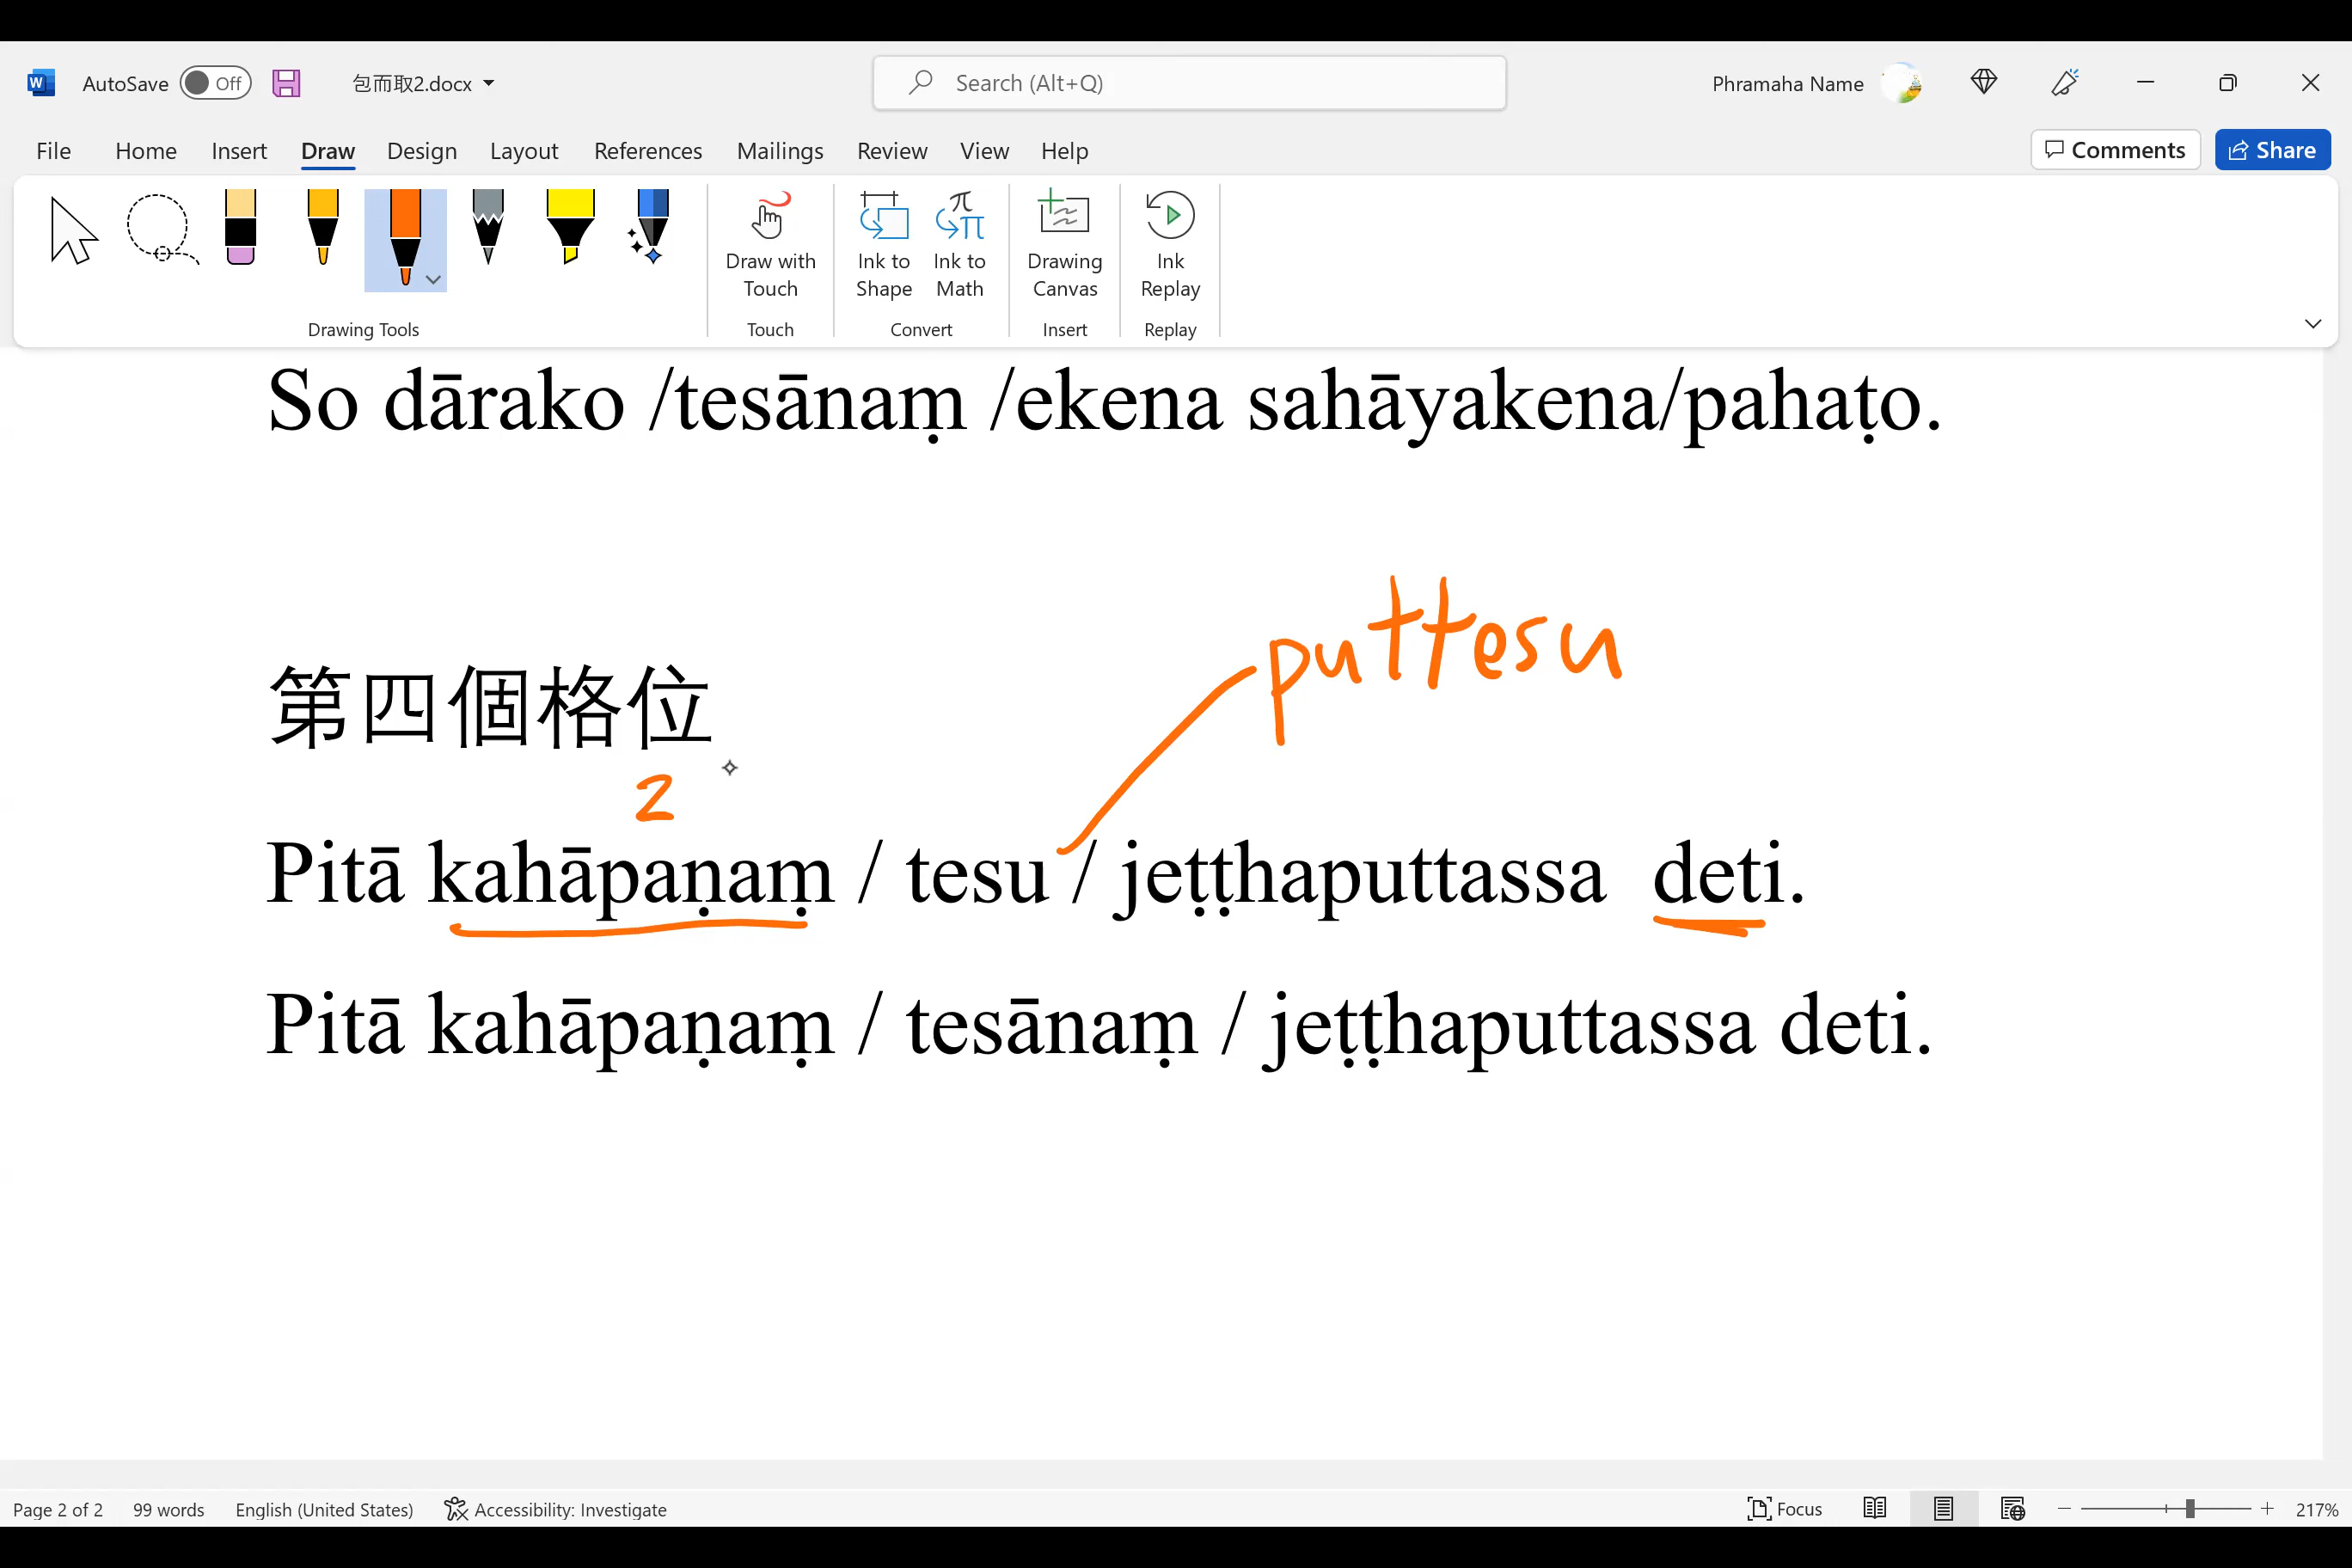 AutoSave Off 包而取2.docx Search (Alt+Q) Phramaha Name
File Home Insert Draw Design Layout References Mailings Review View Help Comments Share
Draw with Touch
Ink to Shape
Ink to Math
Drawing Canvas
Ink Replay
Drawing Tools Touch Convert Insert Replay
So dārako /tesānaṃ /ekena sahāyakena/pahaṭo.
puttesu
第四個格位
2
Pitā kahāpaṇaṃ / tesu / jeṭṭhaputtassa deti.
Pitā kahāpaṇaṃ / tesānaṃ / jeṭṭhaputtassa deti.
Page 2 of 2 99 words English (United States) Accessibility: Investigate Focus 217%